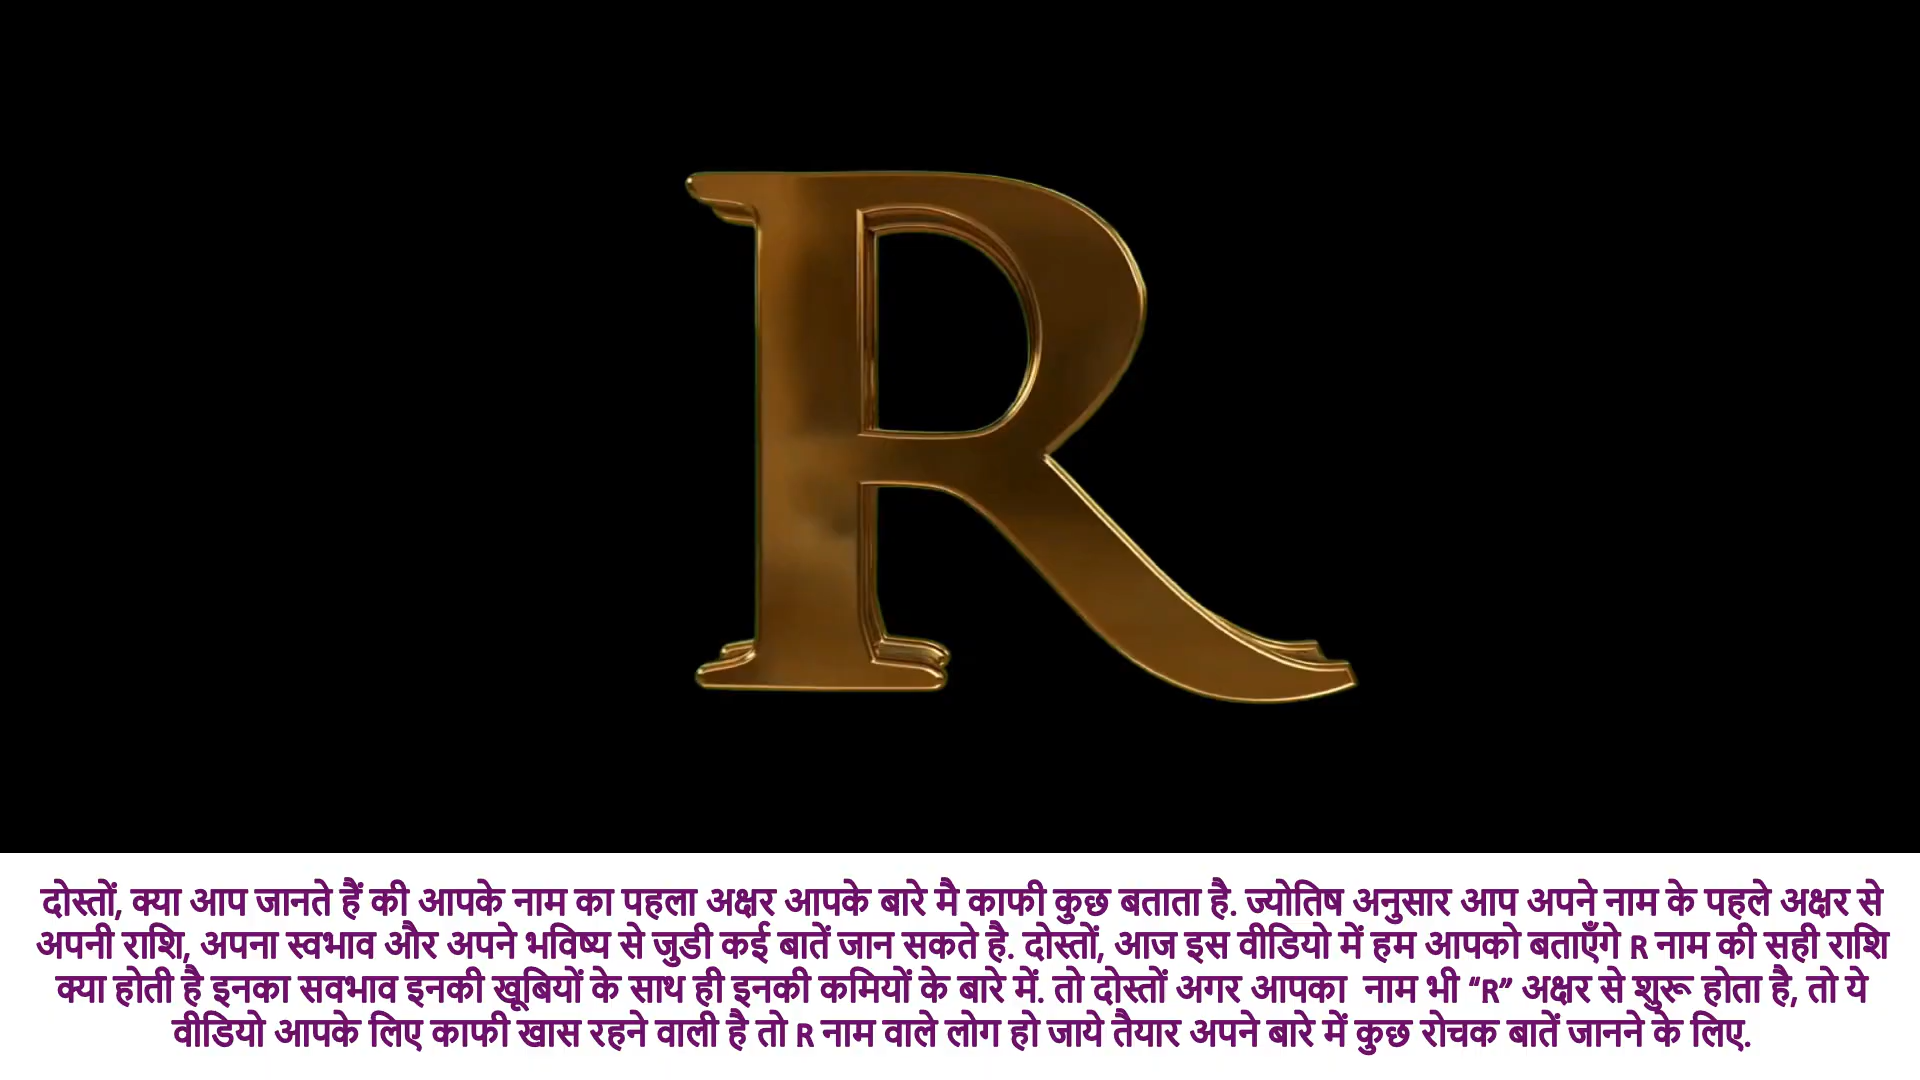 R
दोस्तों, क्या आप जानते हैं की आपके नाम का पहला अक्षर आपके बारे मै काफी कुछ बताता है. ज्योतिष अनुसार आप अपने नाम के पहले अक्षर से
अपनी राशि, अपना स्वभाव और अपने भविष्य से जुडी कई बातें जान सकते है. दोस्तों, आज इस वीडियो में हम आपको बताएँगे R नाम की सही राशि
क्या होती है इनका सवभाव इनकी खूबियों के साथ ही इनकी कमियों के बारे में. तो दोस्तों अगर आपका  नाम भी “R” अक्षर से शुरू होता है, तो ये
वीडियो आपके लिए काफी खास रहने वाली है तो R नाम वाले लोग हो जाये तैयार अपने बारे में कुछ रोचक बातें जानने के लिए.